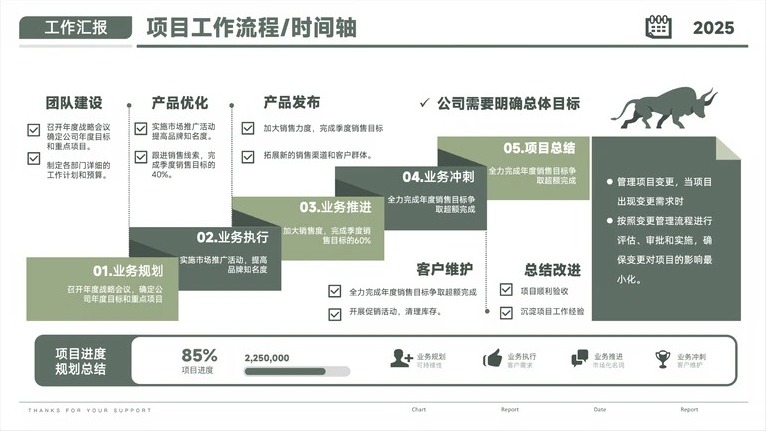 工作汇报
项目工作流程/时间轴
2025
团队建设
召开年度战略会议
确定公司年度目标
和重点项目。
制定各部门详细的
工作计划和预算。
产品优化
实施市场推广活动
提高品牌知名度。
跟进销售线索，完
成季度销售目标的
40%。
产品发布
加大销售力度，完成季度销售目标
拓展新的销售渠道和客户群体。
✓ 公司需要明确总体目标
01.业务规划
召开年度战略会议，确定公
司年度目标和重点项目
02.业务执行
实施市场推广活动，提高
品牌知名度
03.业务推进
加大销售度，完成季度销
售目标的60%
04.业务冲刺
全力完成年度销售目标争
取超额完成
05.项目总结
全力完成年度销售目标争
取超额完成
客户维护
全力完成年度销售目标争取超额完成
开展促销活动，清理库存。
总结改进
项目顺利验收
沉淀项目工作经验
● 管理项目变更，当项目
出现变更需求时
● 按照变更管理流程进行
评估、审批和实施，确
保变更对项目的影响最
小化。
项目进度
规划总结
85%
项目进度
2,250,000
业务规划
可持续性
业务执行
客户需求
业务推进
市场化名词
业务冲刺
客户维护
THANKS FOR YOUR SUPPORT
Chart
Report
Date
Report